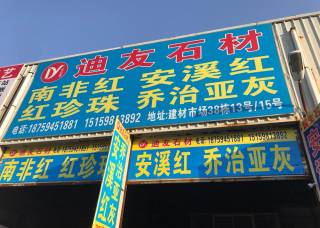 DY
迪友石材
南非红 安溪红
红珍珠 乔治亚灰
电话:18759451881 15159813892 地址:建材市场38栋13号/15号
艺
迪友石材
15159813892
南非红 红珍珠 安溪红 乔治亚灰